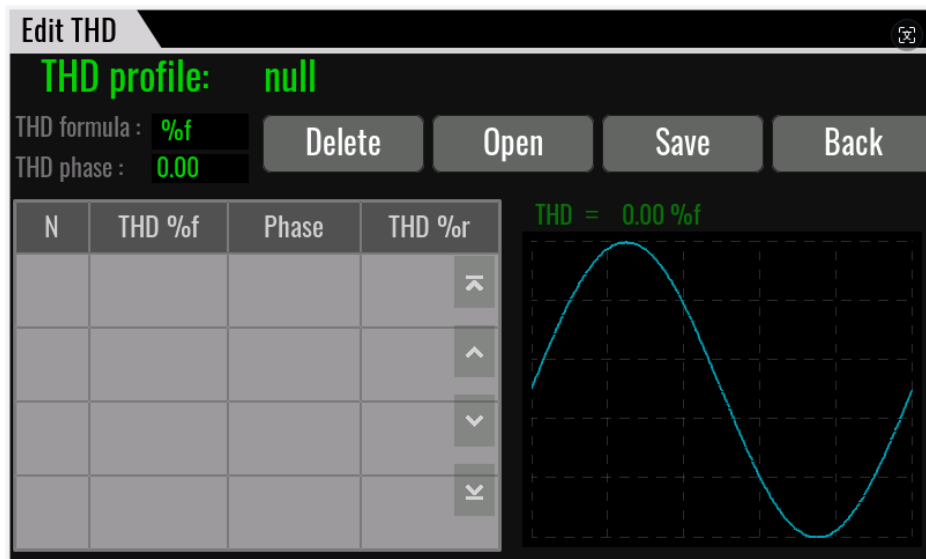 Edit THD
THD profile: null
THD formula : %f
THD phase : 0.00
Delete Open Save Back
N THD %f Phase THD %r
THD = 0.00 %f